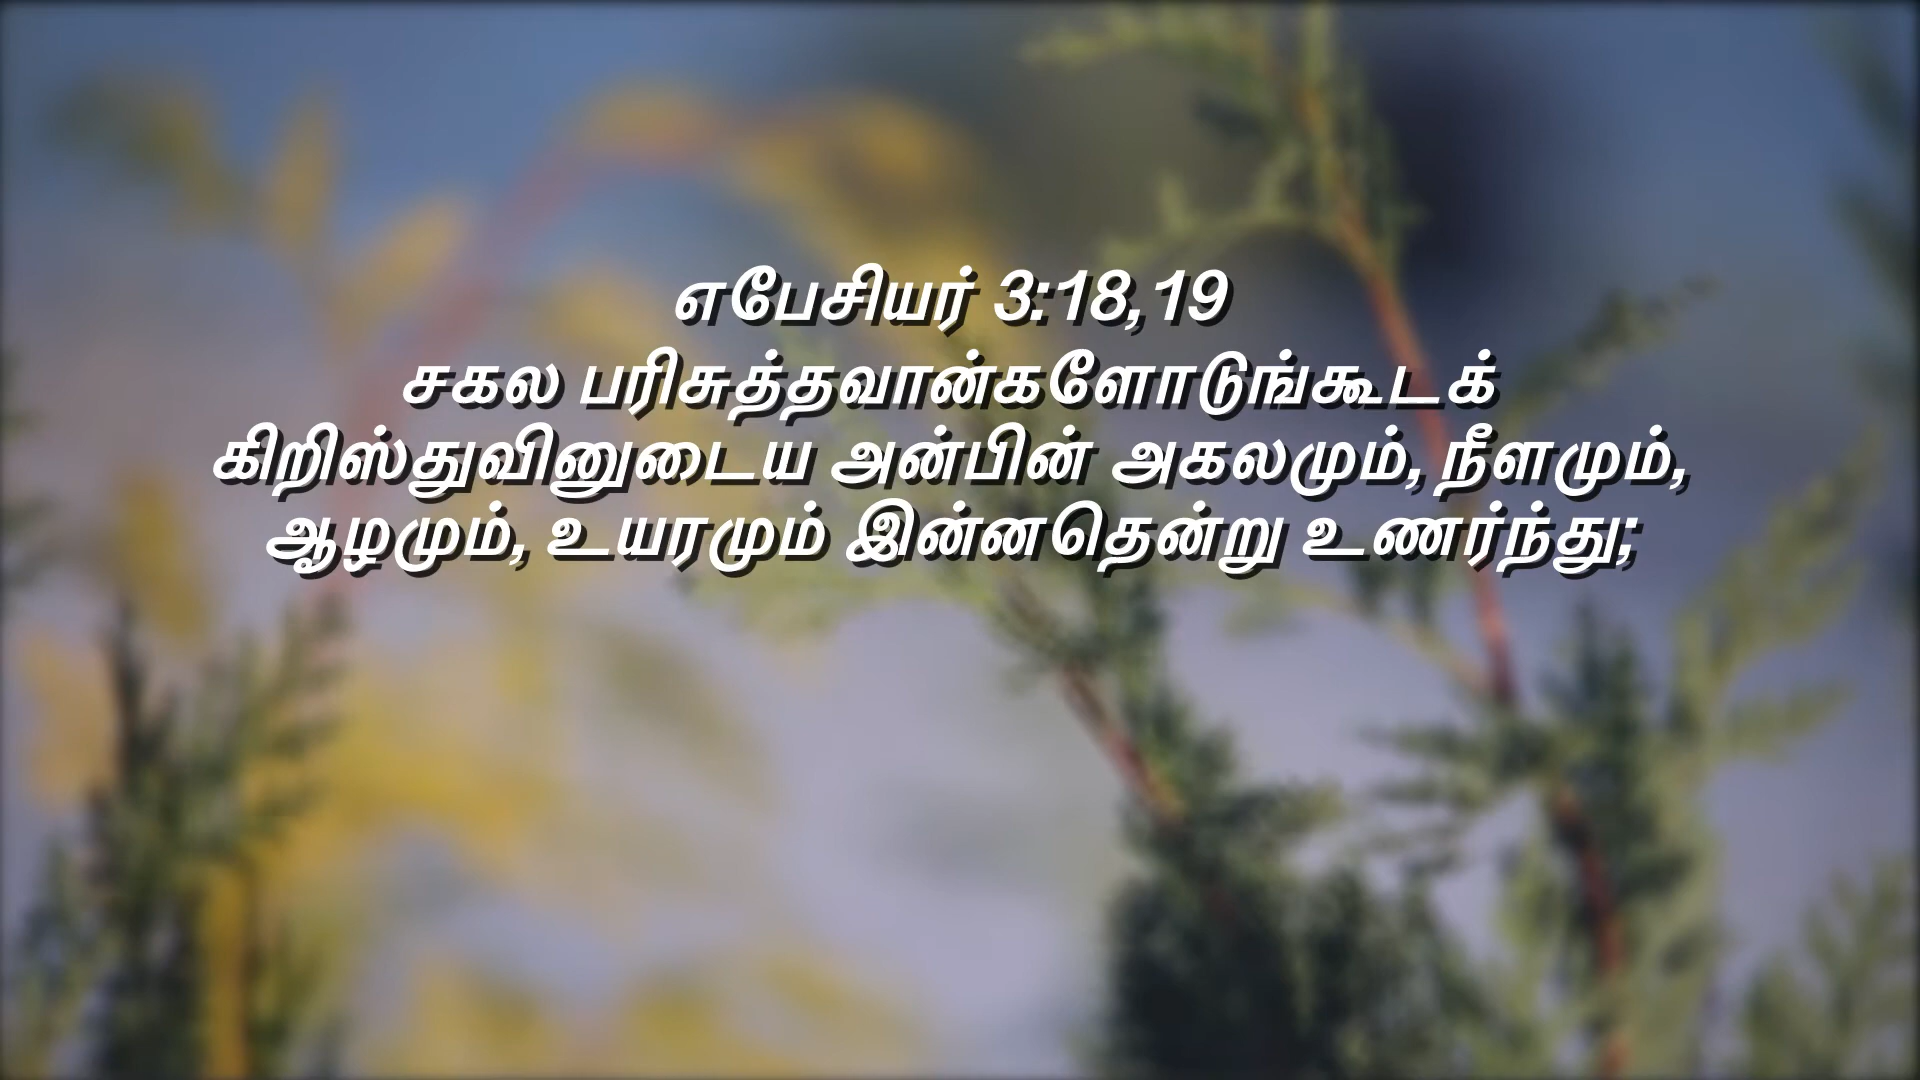 எபேசியர் 3:18,19
சகல பரிசுத்தவான்களோடுங்கூடக்
கிறிஸ்துவினுடைய அன்பின் அகலமும், நீளமும்,
ஆழமும், உயரமும் இன்னதென்று உணர்ந்து;